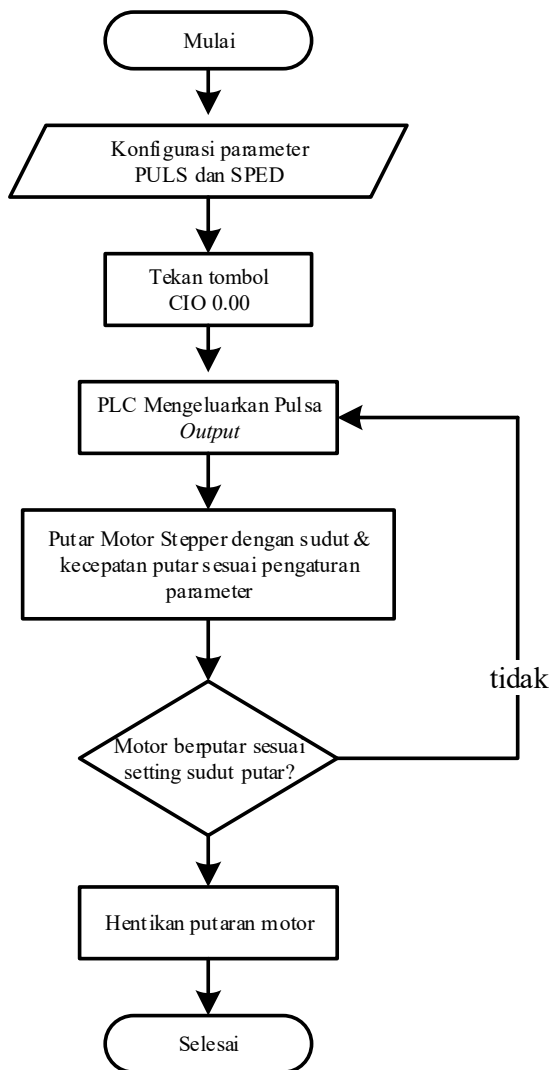 Mulai
Konfigurasi parameter
PULS dan SPED
Tekan tombol
CIO 0.00
PLC Mengeluarkan Pulsa
Output
Putar Motor Stepper dengan sudut &
kecepatan putar sesuai pengaturan
parameter
tidak
Motor berputar sesuai
setting sudut putar?
Hentikan putaran motor
Selesai